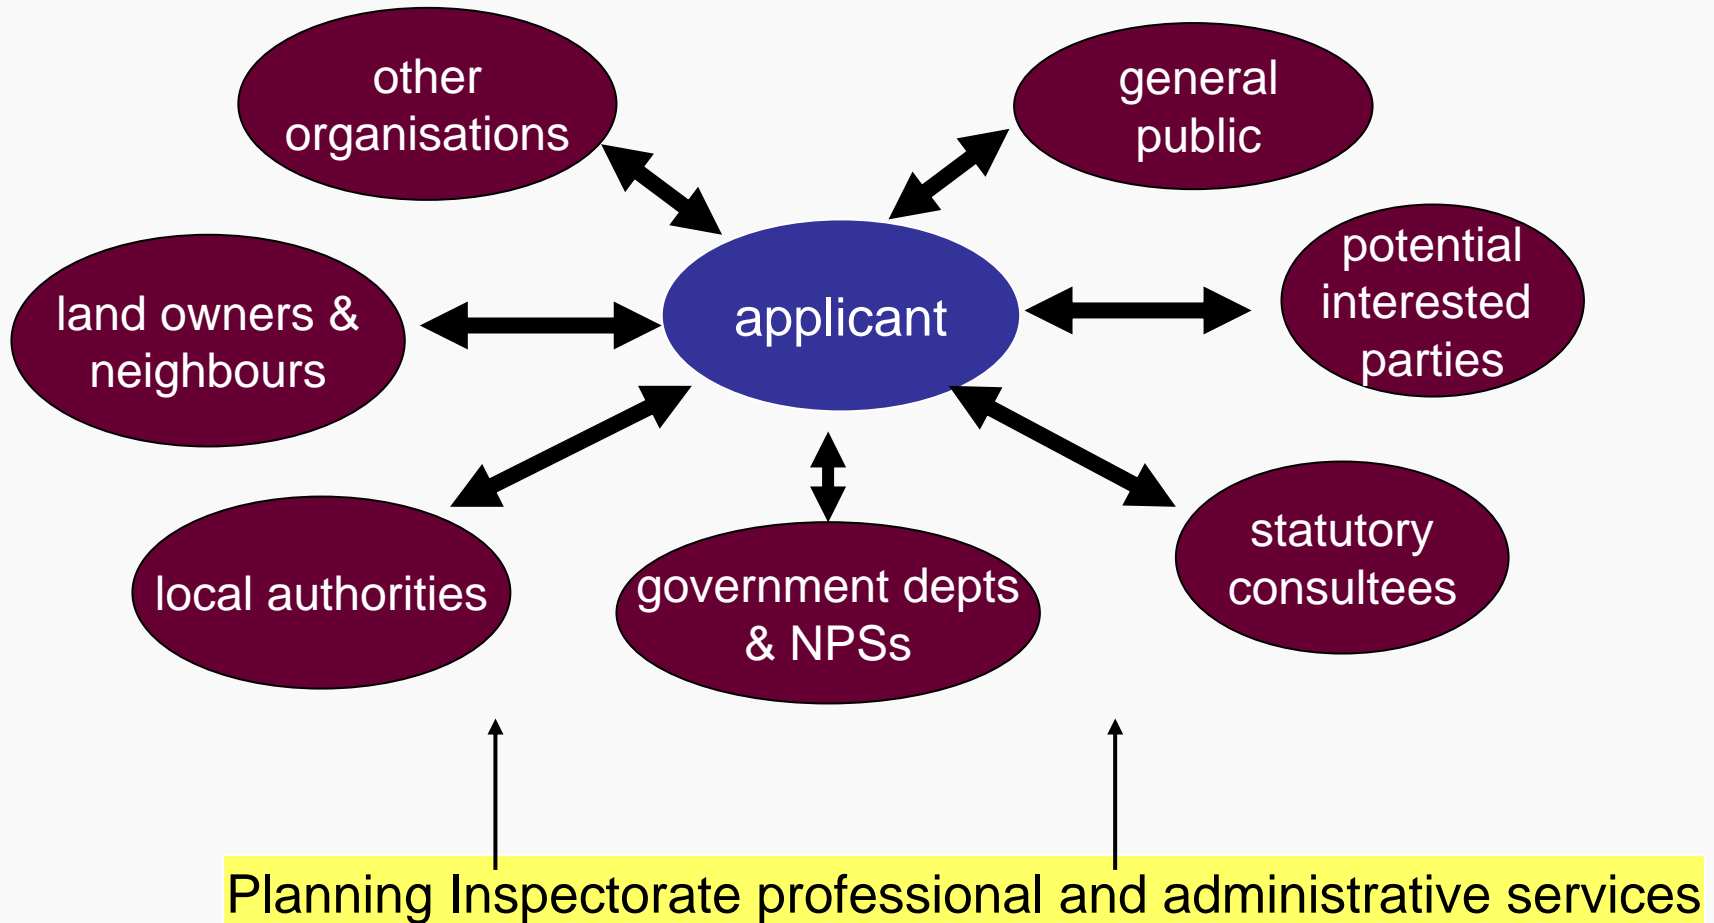 other
organisations
general
public
potential
interested
parties
land owners &
neighbours
applicant
statutory
consultees
local authorities
government depts
& NPSs
Planning Inspectorate professional and administrative services